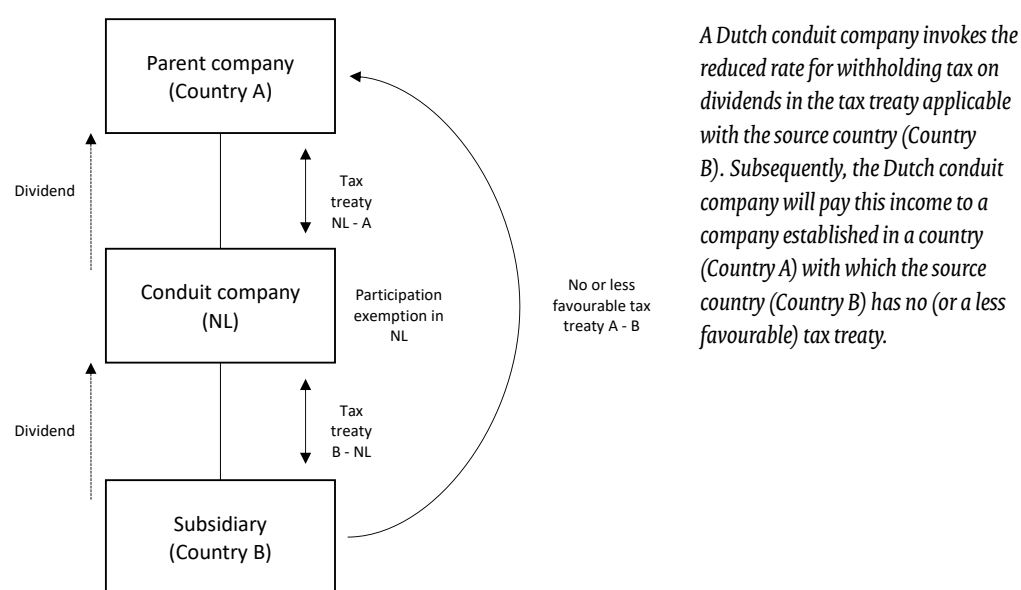 Parent company
(Country A)
Dividend
Tax
treaty
NL - A
Conduit company
(NL)
Participation
exemption in
NL
No or less
favourable tax
treaty A - B
Dividend
Tax
treaty
B - NL
Subsidiary
(Country B)
A Dutch conduit company invokes the
reduced rate for withholding tax on
dividends in the tax treaty applicable
with the source country (Country
B). Subsequently, the Dutch conduit
company will pay this income to a
company established in a country
(Country A) with which the source
country (Country B) has no (or a less
favourable) tax treaty.